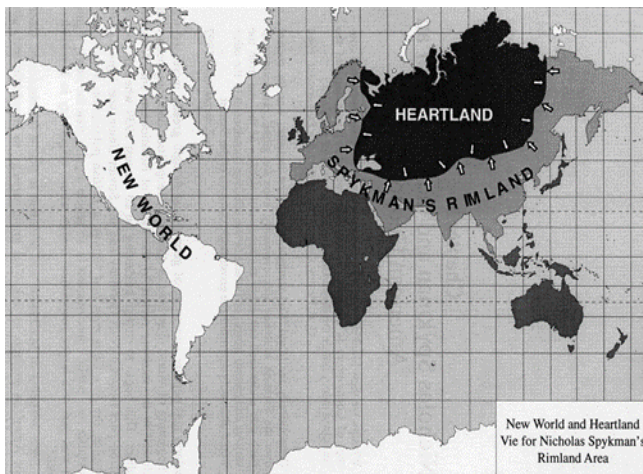 HEARTLAND
NEW WORLD
SPYKMAN'S RIMLAND
New World and Heartland
Vie for Nicholas Spykman's
Rimland Area